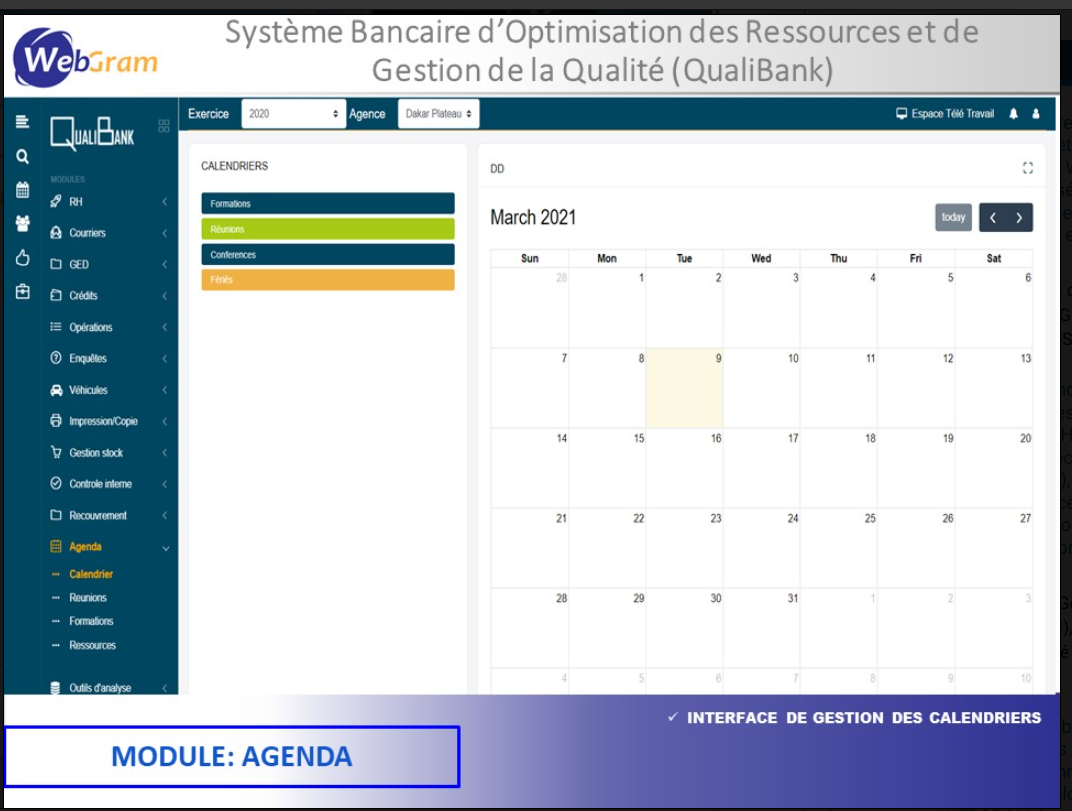 Système Bancaire d'Optimisation des Ressources et de
Gestion de la Qualité (QualiBank)
WebGram
QUALIBANK
Exercice 2020 Agence Dakar Plateau Espace Télé Travail
MODULES
RH
Courriers
GED
Crédits
Opérations
Enquêtes
Véhicules
Impression/Copie
Gestion stock
Controle interne
Recouvrement
Agenda
Calendrier
Reunions
Formations
Ressources
Outils d'analyse
CALENDRIERS
Formations
Réunions
Conferences
Fériés
DD
March 2021 today
Sun Mon Tue Wed Thu Fri Sat
28 1 2 3 4 5 6
7 8 9 10 11 12 13
14 15 16 17 18 19 20
21 22 23 24 25 26 27
28 29 30 31 1 2 3
4 5 6 7 8 9 10
✓ INTERFACE DE GESTION DES CALENDRIERS
MODULE: AGENDA